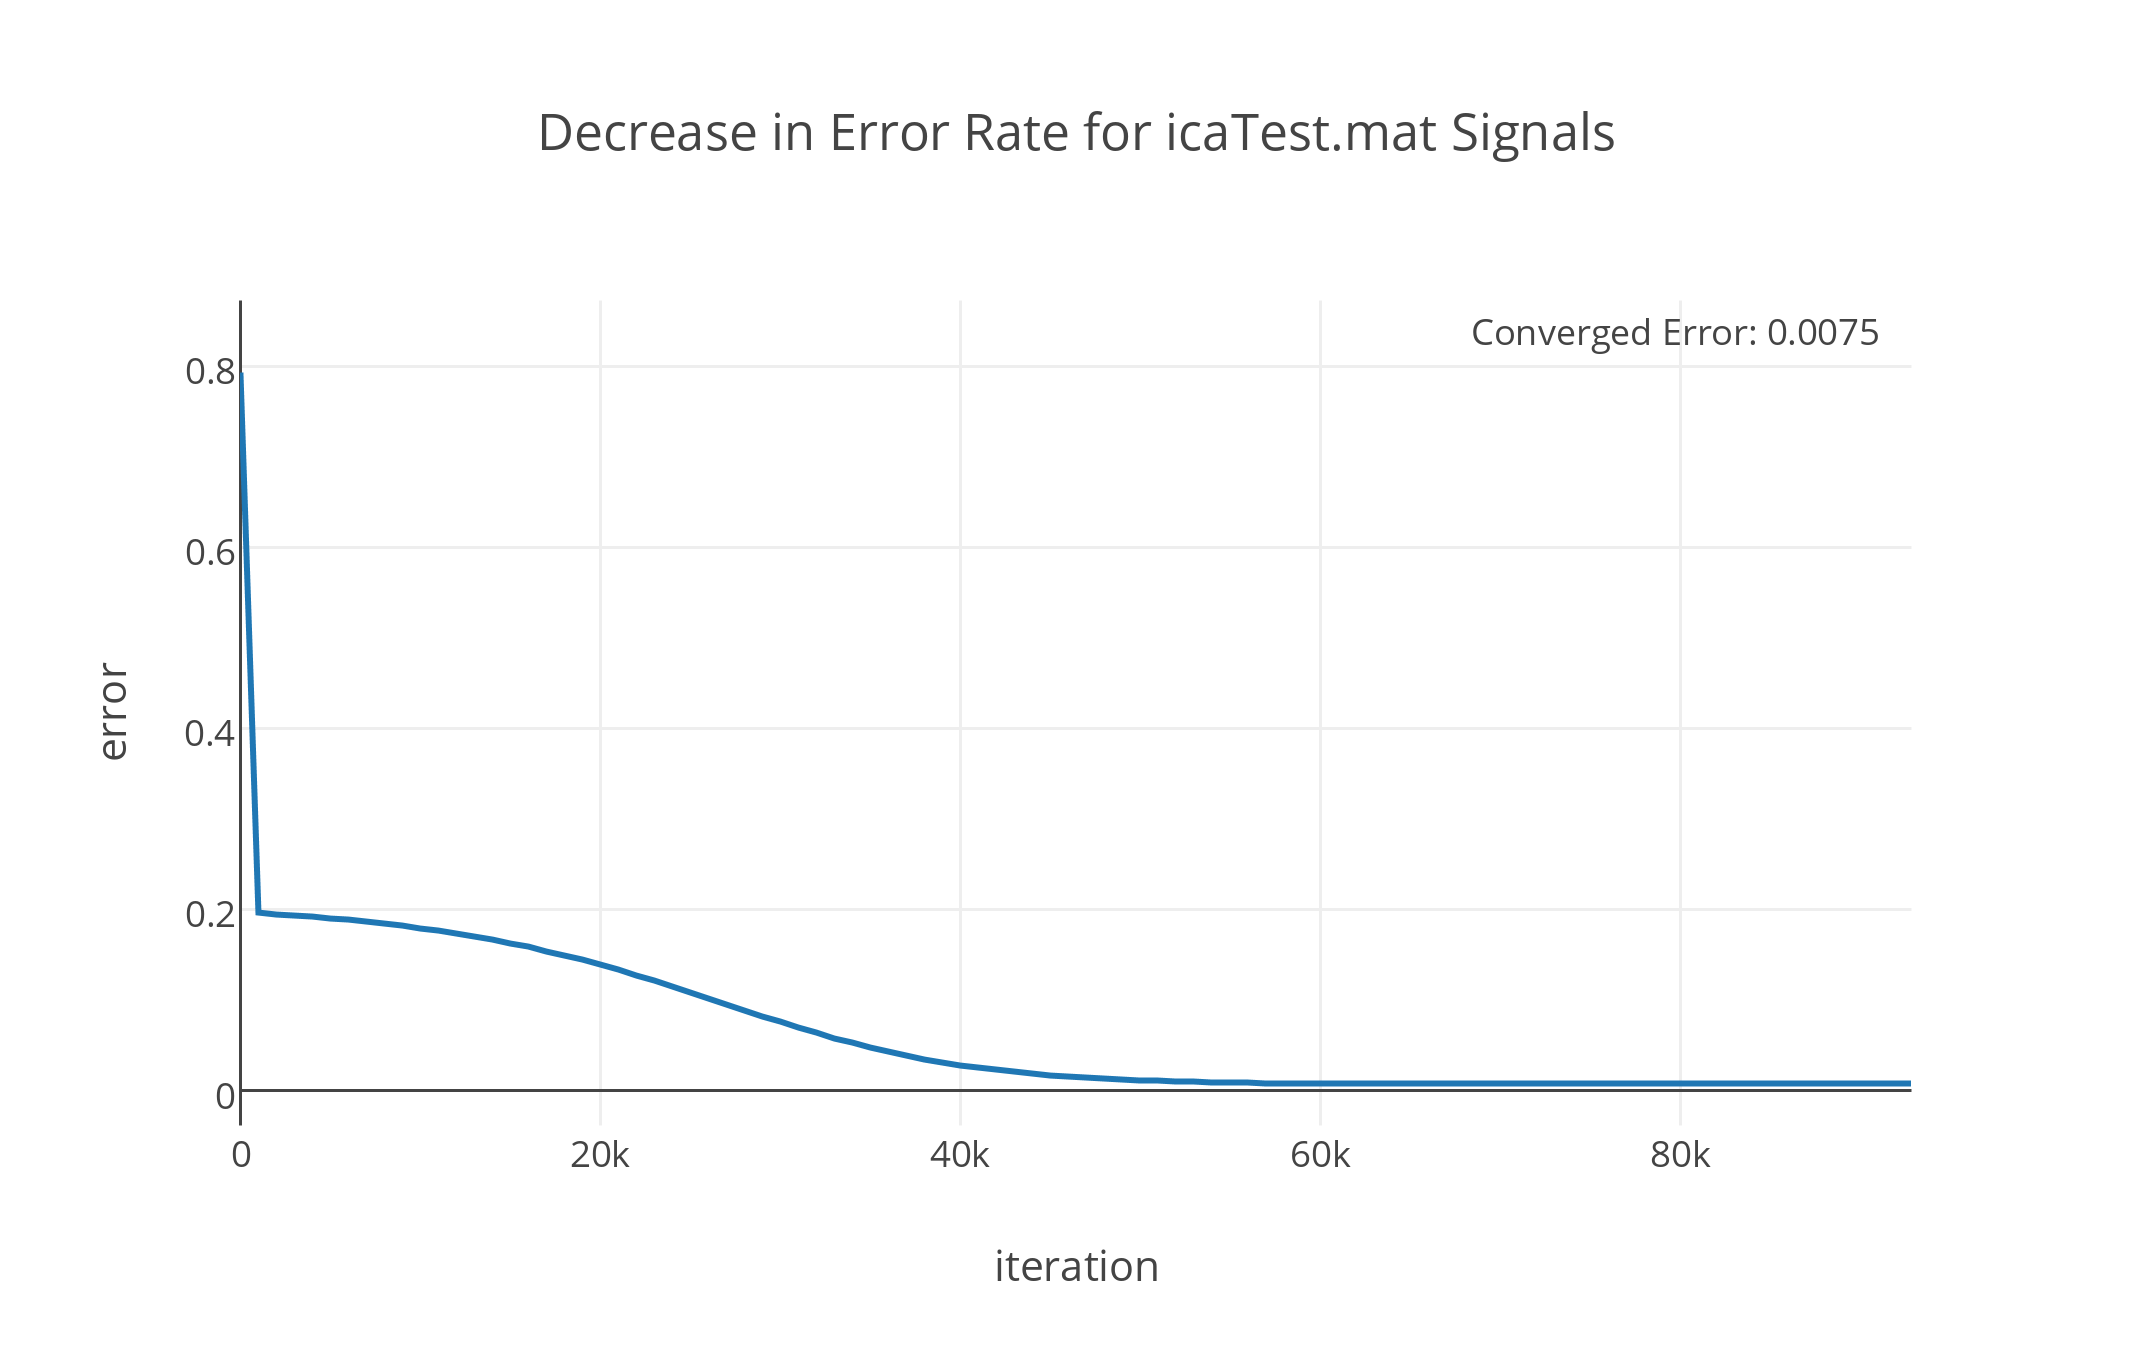 Decrease in Error Rate for icaTest.mat Signals
Converged Error: 0.0075
0.8
0.6
0.4
0.2
0
error
0 20k 40k 60k 80k
iteration